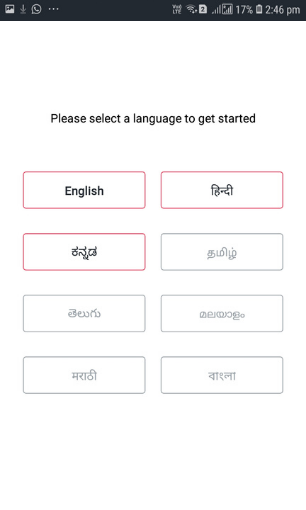 17% 2:46 pm
Please select a language to get started
English हिन्दी
ಕನ್ನಡ தமிழ்
తెలుగు മലയാളം
मराठी বাংলা